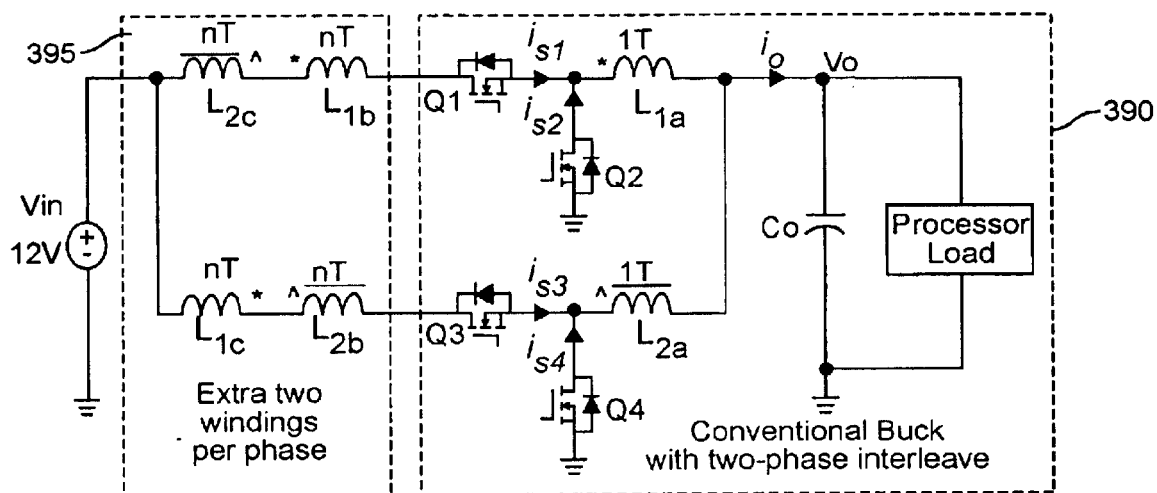 395
nT ^ * nT
L2c L1b
Q1
is1
is2
* 1T
L1a
io
Vo
390
Q2
Vin
12V
+
-
Co
Processor
Load
nT * ^ nT
L1c L2b
Q3
is3
is4
^ 1T
L2a
Q4
Extra two
windings
per phase
Conventional Buck
with two-phase interleave